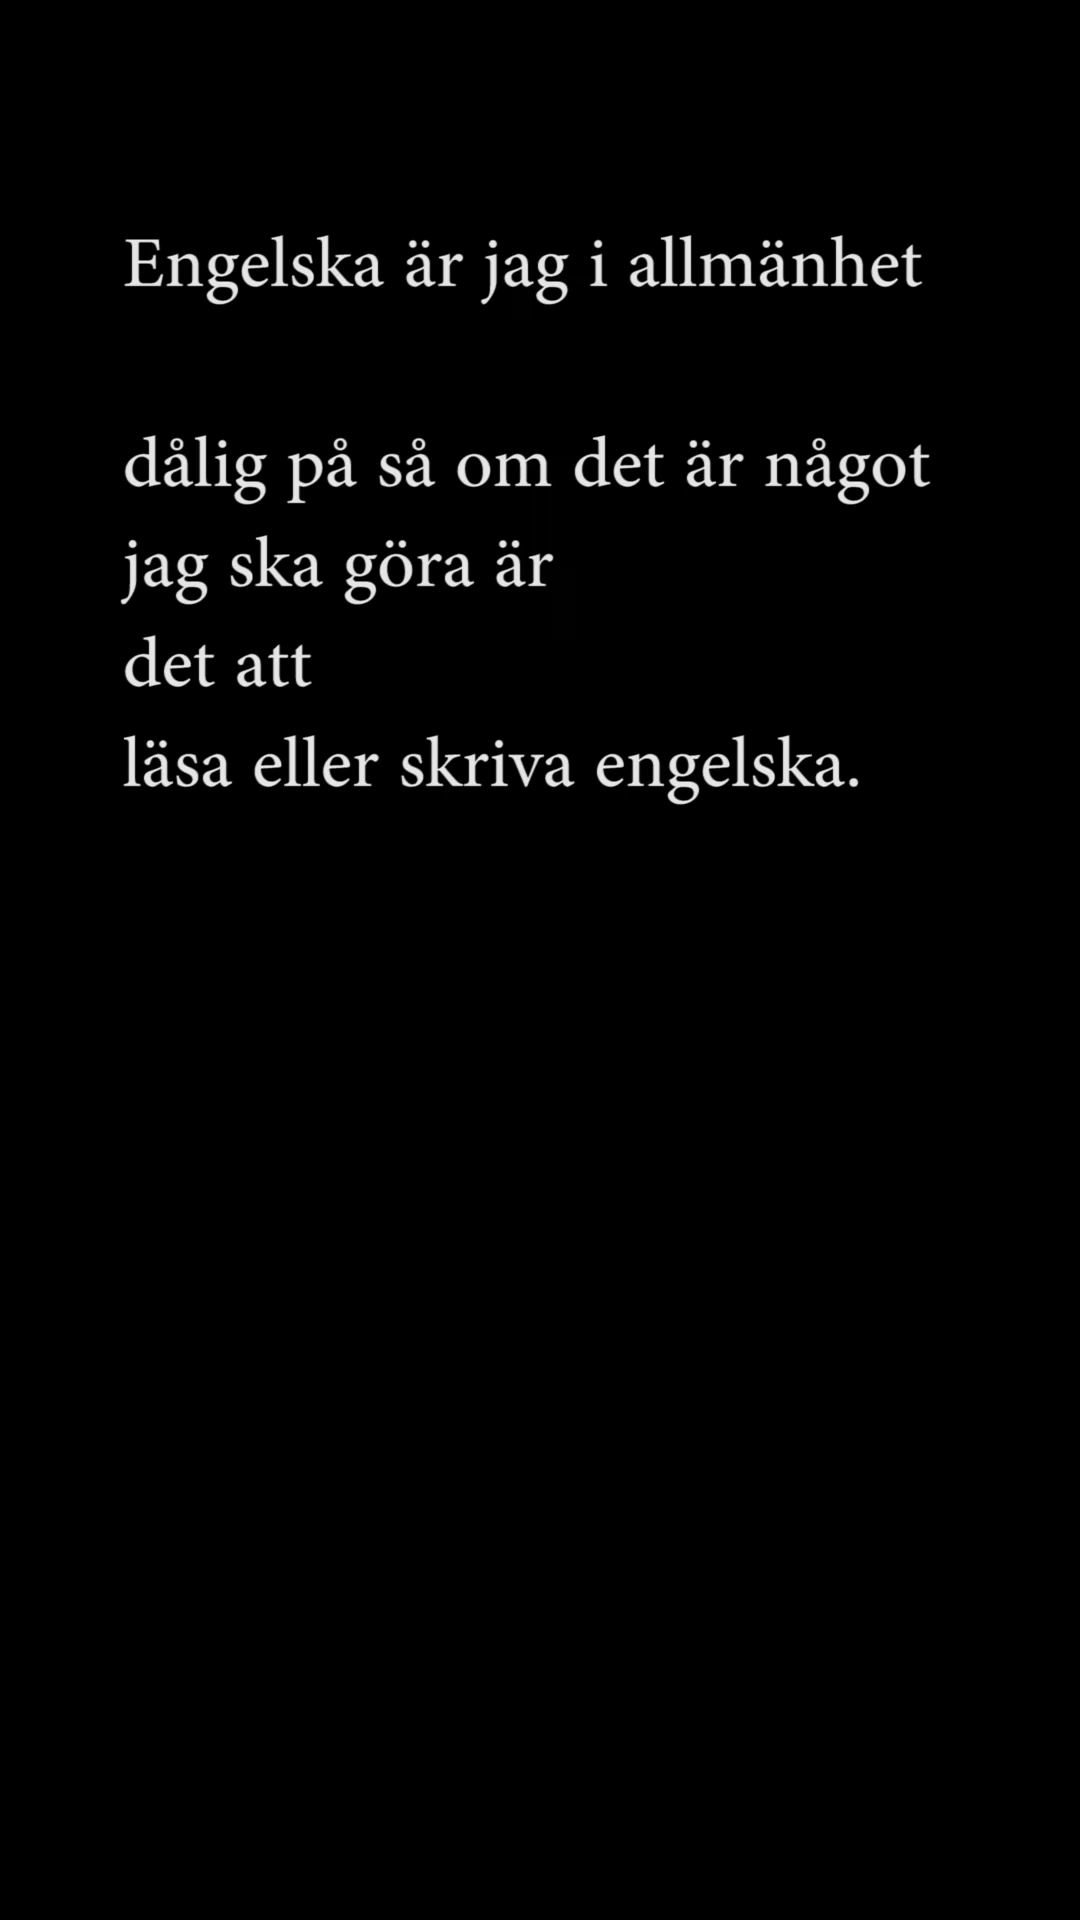 Engelska är jag i allmänhet
dålig på så om det är något
jag ska göra är
det att
läsa eller skriva engelska.